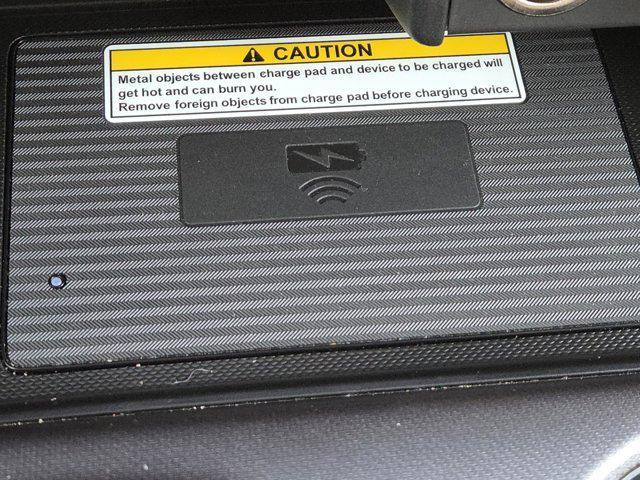 CAUTION
Metal objects between charge pad and device to be charged will
get hot and can burn you.
Remove foreign objects from charge pad before charging device.